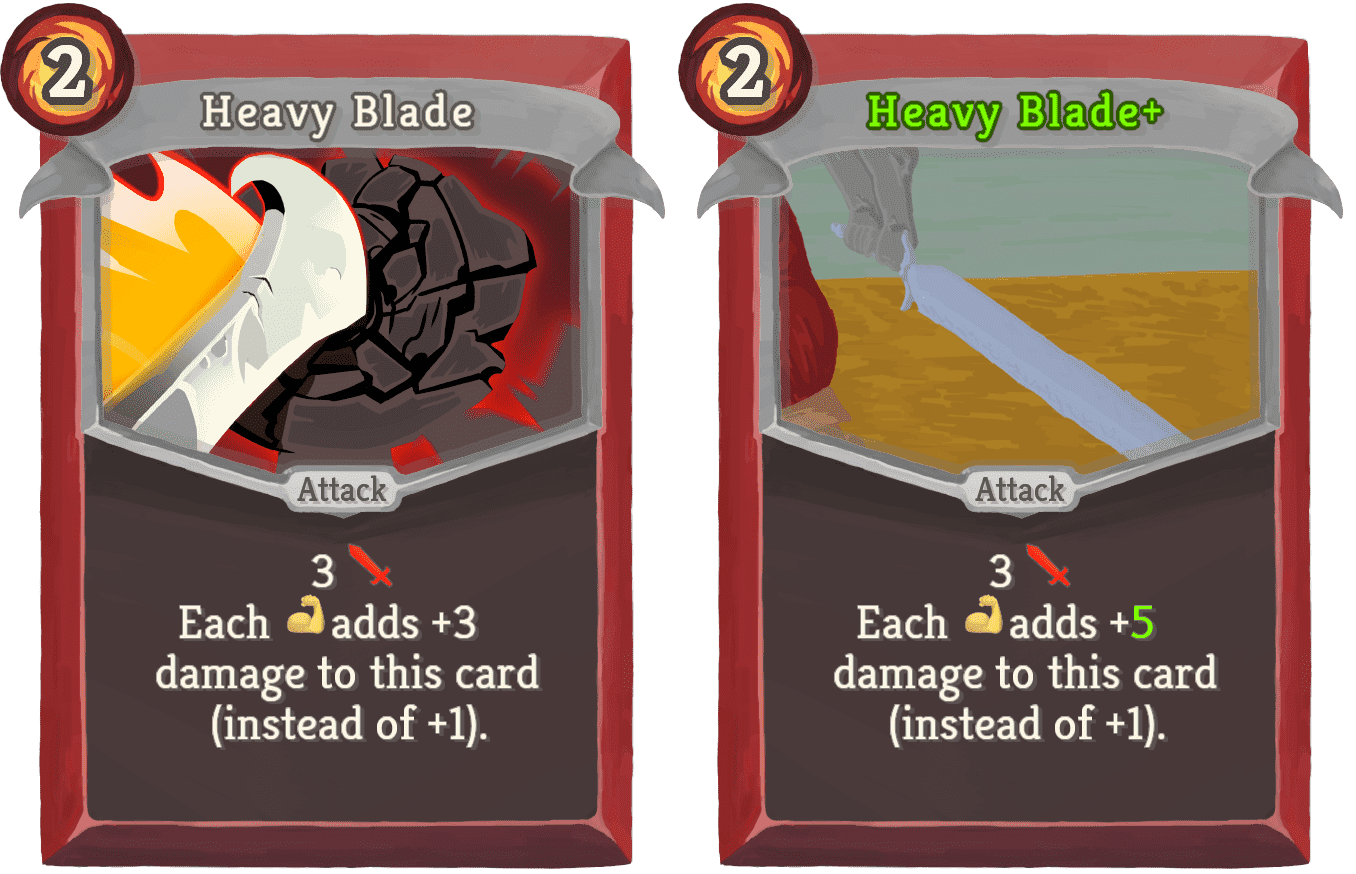 2
Heavy Blade
Attack
3
Each adds +3
damage to this card
(instead of +1).
2
Heavy Blade+
Attack
3
Each adds +5
damage to this card
(instead of +1).